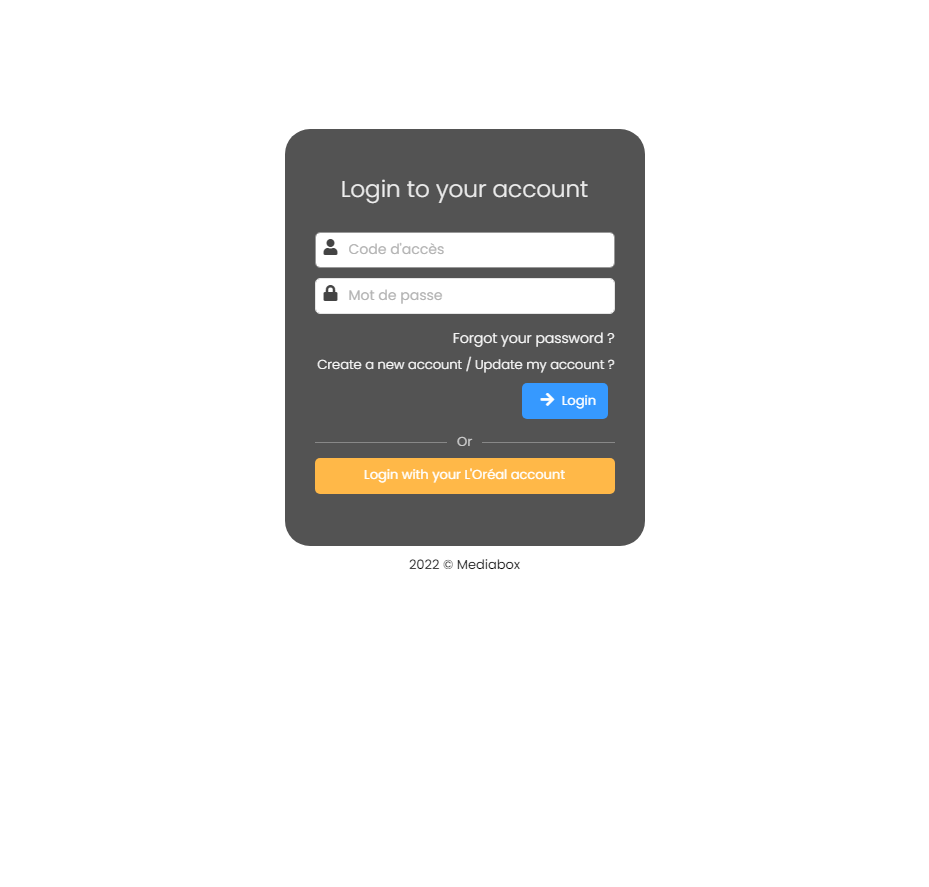 Login to your account
Code d'accès
Mot de passe
Forgot your password ?
Create a new account / Update my account ?
Login
Or
Login with your L'Oréal account
2022 © Mediabox